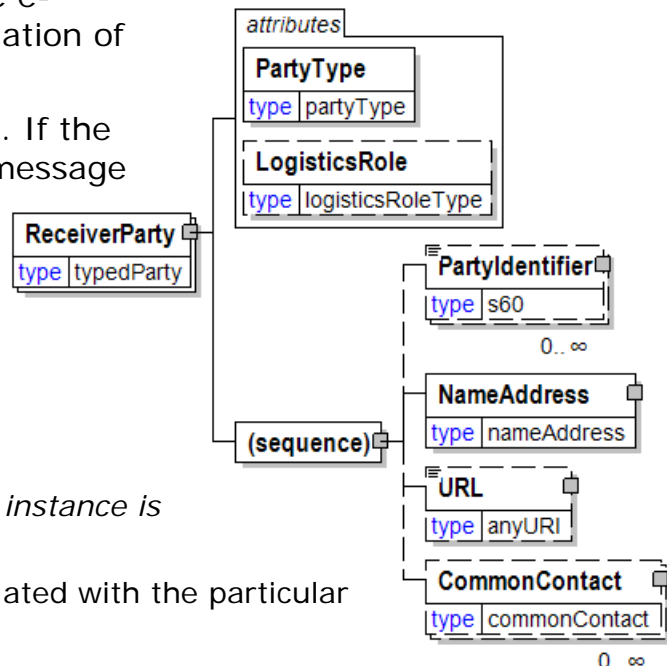 e-
ation of
. If the
message
instance is
ated with the particular
attributes
PartyType
type partyType
LogisticsRole
type logisticsRoleType
ReceiverParty
type typedParty
(sequence)
PartyIdentifier
type s60
0.. ∞
NameAddress
type nameAddress
URL
type anyURI
CommonContact
type commonContact
0.. ∞